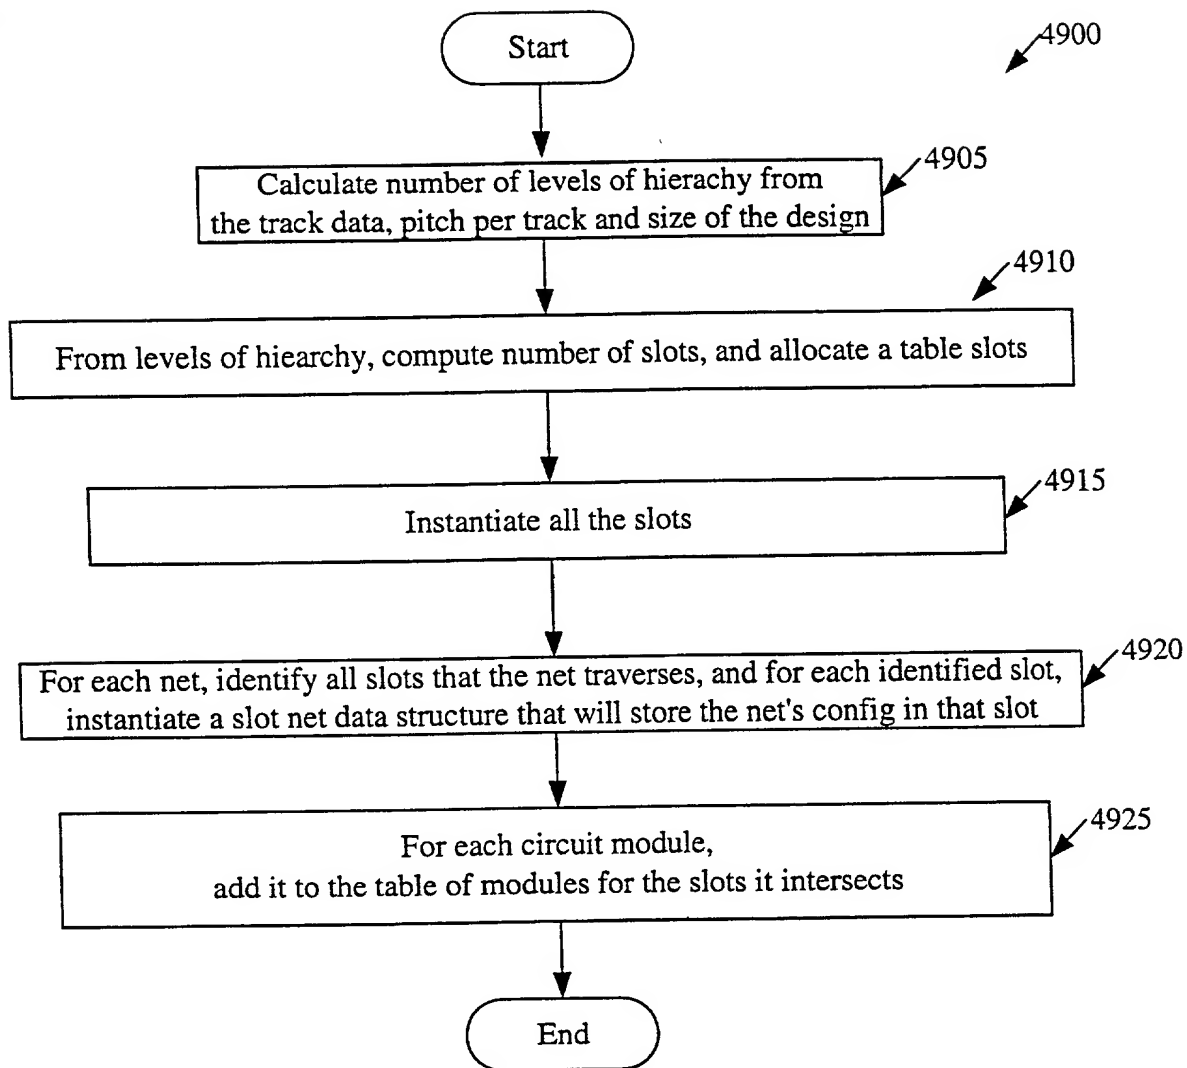 Start
4900
4905
Calculate number of levels of hierachy from
the track data, pitch per track and size of the design
4910
From levels of hiearchy, compute number of slots, and allocate a table slots
4915
Instantiate all the slots
4920
For each net, identify all slots that the net traverses, and for each identified slot,
instantiate a slot net data structure that will store the net's config in that slot
4925
For each circuit module,
add it to the table of modules for the slots it intersects
End